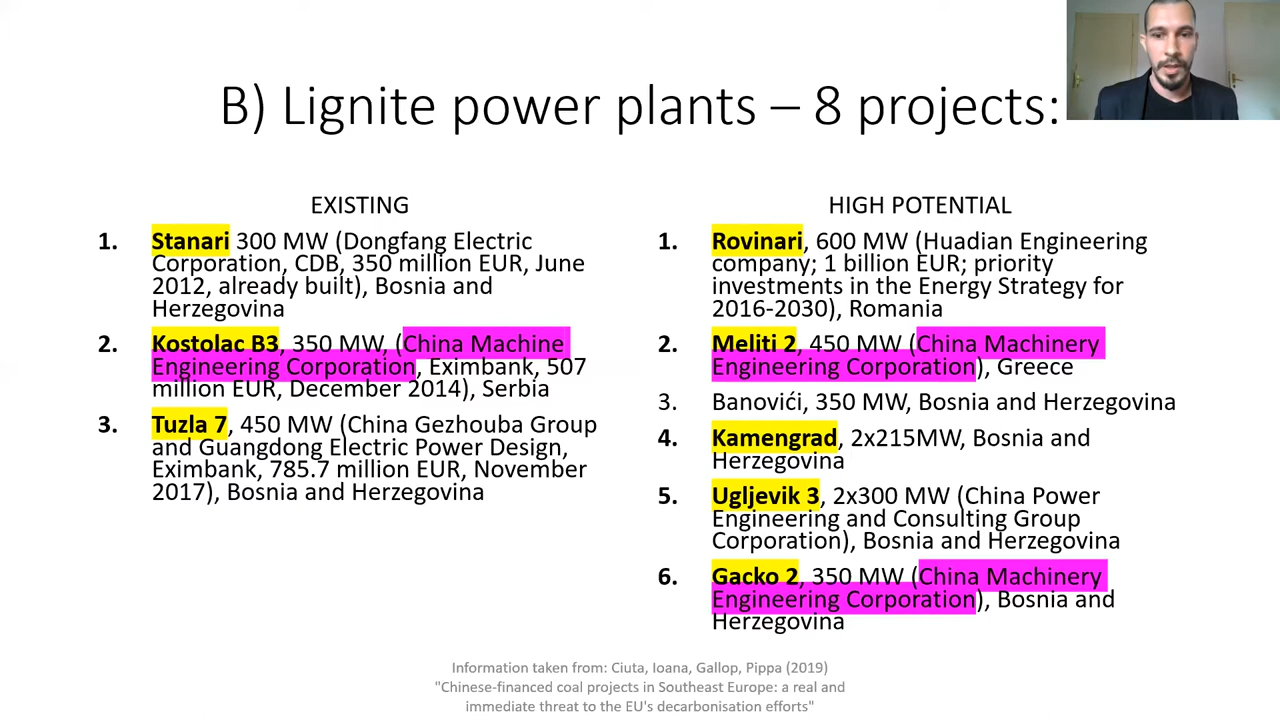 B) Lignite power plants – 8 projects:
EXISTING
1. Stanari 300 MW (Dongfang Electric
Corporation, CDB, 350 million EUR, June
2012, already built), Bosnia and
Herzegovina
2. Kostolac B3, 350 MW, (China Machine
Engineering Corporation, Eximbank, 507
million EUR, December 2014), Serbia
3. Tuzla 7, 450 MW (China Gezhouba Group
and Guangdong Electric Power Design,
Eximbank, 785.7 million EUR, November
2017), Bosnia and Herzegovina
HIGH POTENTIAL
1. Rovinari, 600 MW (Huadian Engineering
company; 1 billion EUR; priority
investments in the Energy Strategy for
2016-2030), Romania
2. Meliti 2, 450 MW (China Machinery
Engineering Corporation), Greece
3. Banovići, 350 MW, Bosnia and Herzegovina
4. Kamengrad, 2x215MW, Bosnia and
Herzegovina
5. Ugljevik 3, 2x300 MW (China Power
Engineering and Consulting Group
Corporation), Bosnia and Herzegovina
6. Gacko 2, 350 MW (China Machinery
Engineering Corporation), Bosnia and
Herzegovina
Information taken from: Ciuta, Ioana, Gallop, Pippa (2019)
"Chinese-financed coal projects in Southeast Europe: a real and
immediate threat to the EU's decarbonisation efforts"